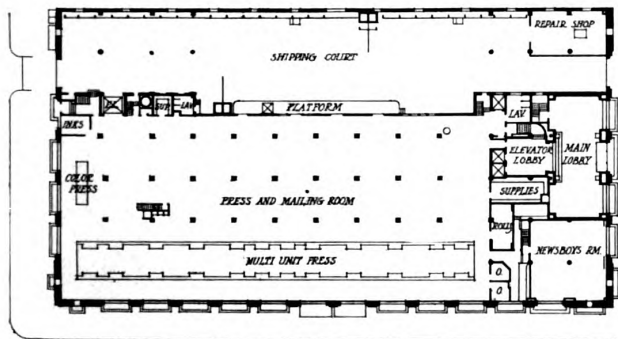 REPAIR SHOP
SHIPPING COURT
SUP.
LAV.
PLATFORM
LAV.
INKS
ELEVATOR
LOBBY
MAIN
LOBBY
COLOR
PRESS
SUPPLIES
PRESS AND MAILING ROOM
NEWSBOYS RM.
MULTI UNIT PRESS
O.
O.